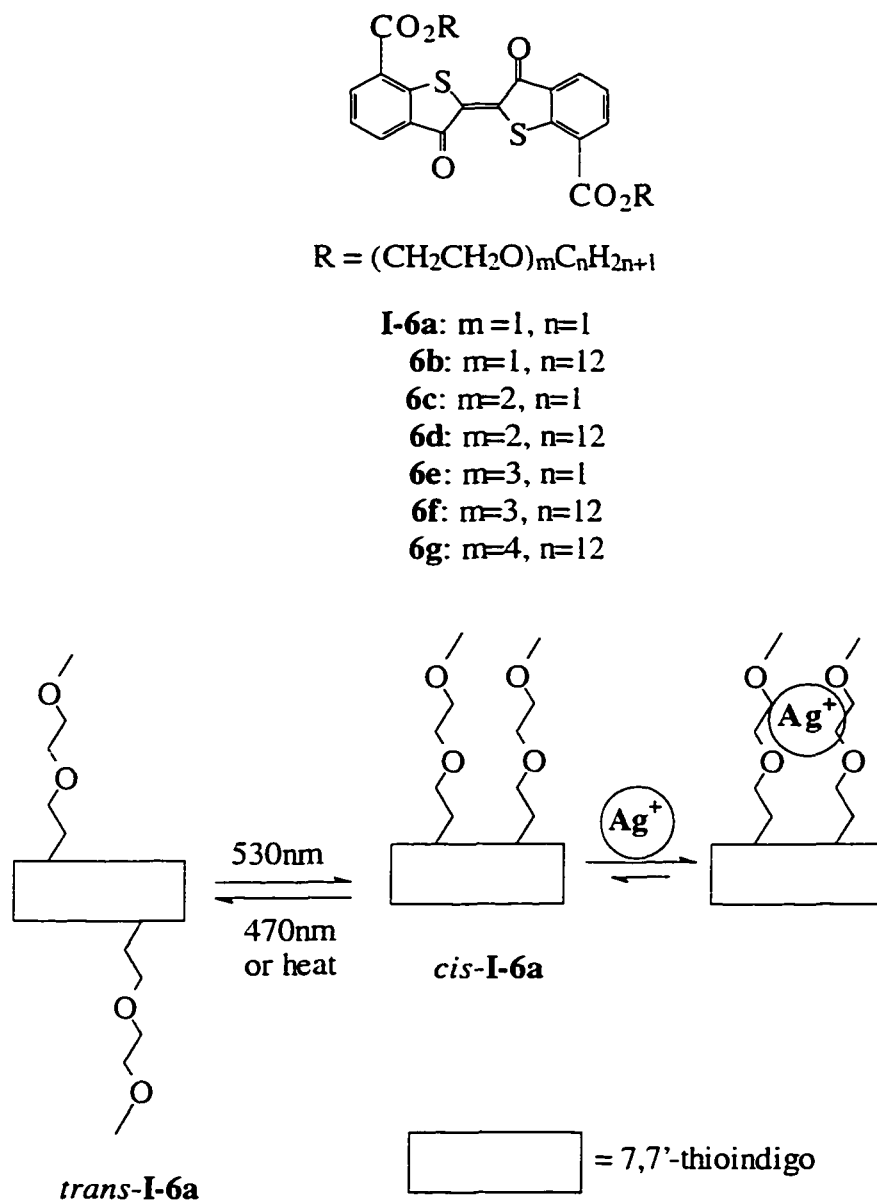 CO₂R
S
O
O
S
CO₂R
R = (CH₂CH₂O)ₘCₙH₂ₙ₊₁
I-6a: m =1, n=1
6b: m=1, n=12
6c: m=2, n=1
6d: m=2, n=12
6e: m=3, n=1
6f: m=3, n=12
6g: m=4, n=12
O
O
O
O
O
O
O
O
Ag⁺
O
O
530nm
470nm
or heat
Ag⁺
O
O
cis-I-6a
trans-I-6a
= 7,7'-thioindigo